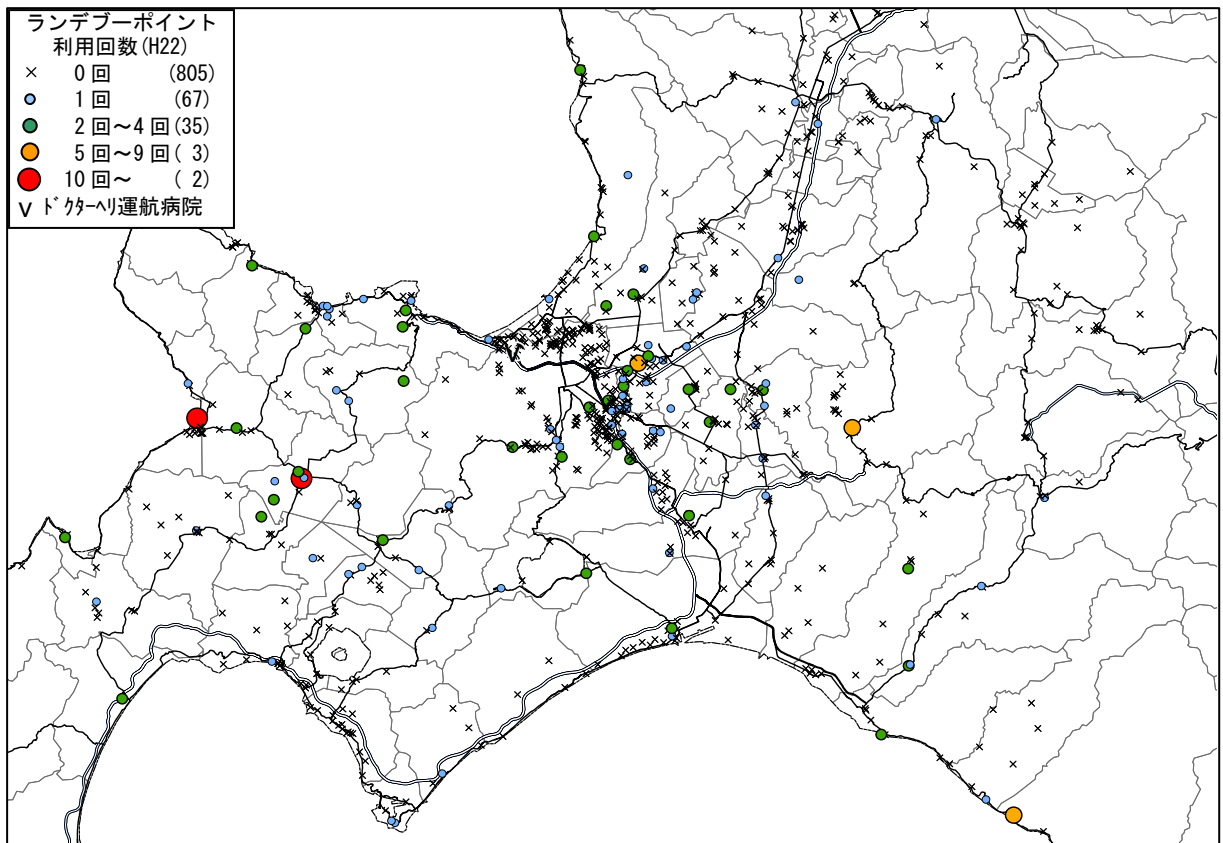 ランデブーポイント
利用回数(H22)
× 0回 (805)
1回 (67)
2回～4回(35)
5回～9回( 3)
10回～ ( 2)
V ﾄﾞｸﾀｰﾍﾘ運航病院